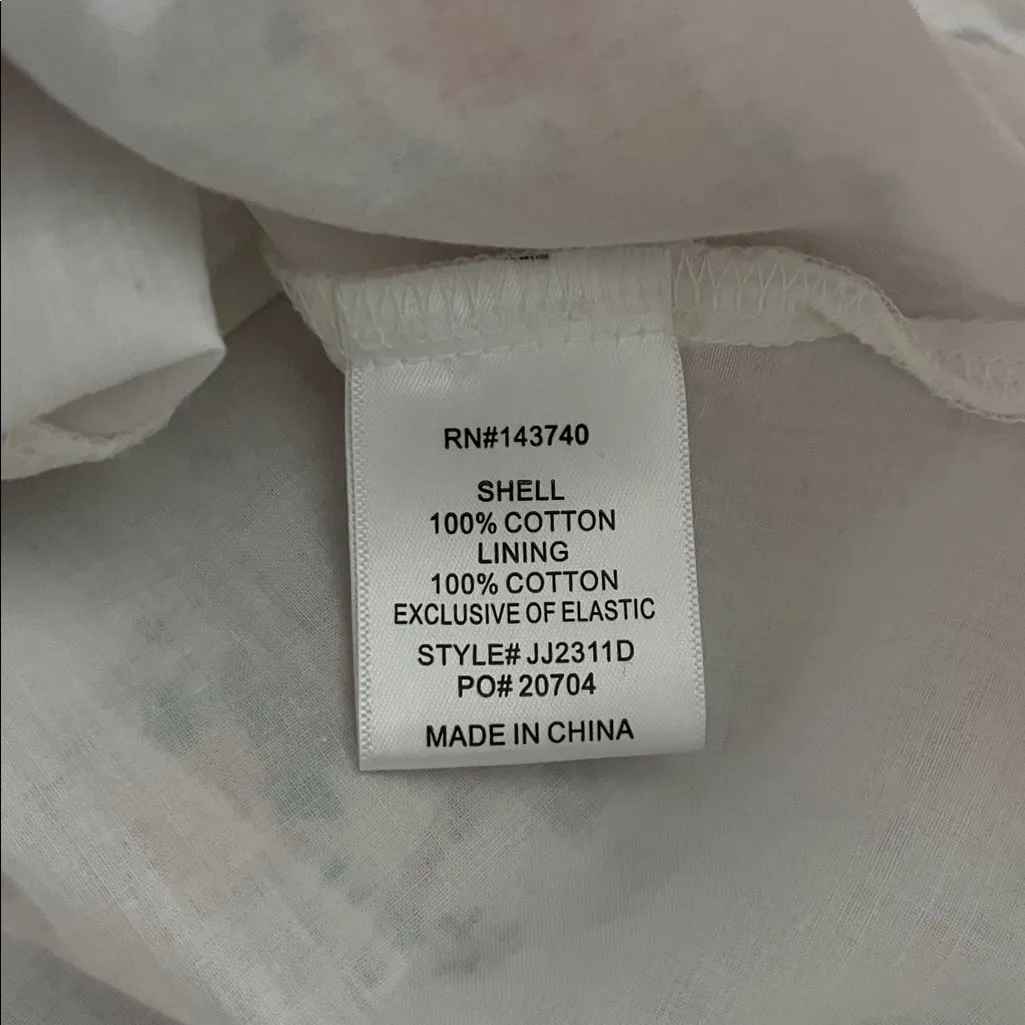 RN#143740
SHELL
100% COTTON
LINING
100% COTTON
EXCLUSIVE OF ELASTIC
STYLE# JJ2311D
PO# 20704
MADE IN CHINA